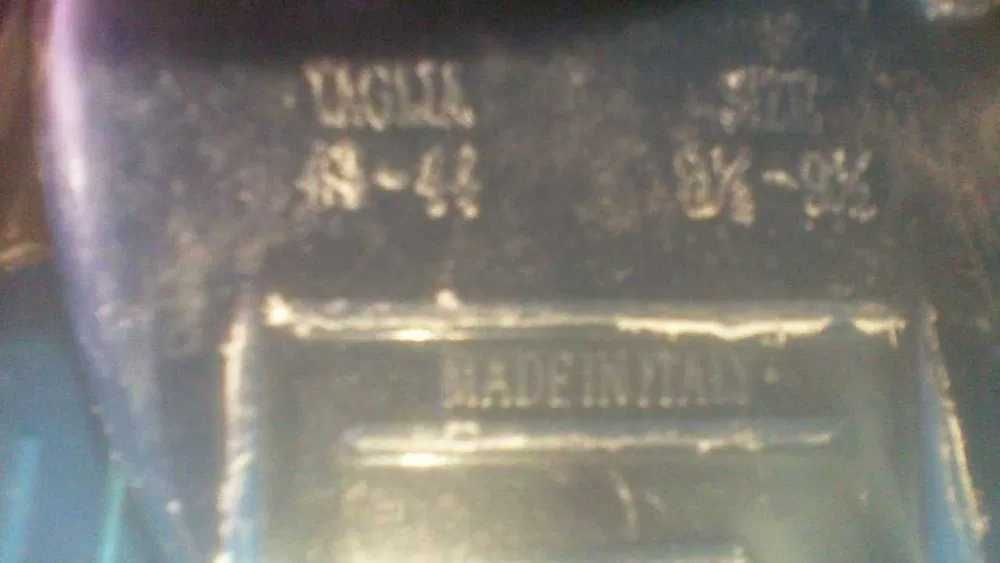 TAGLIA SIZE
43-44 8½-9½
MADE IN ITALY